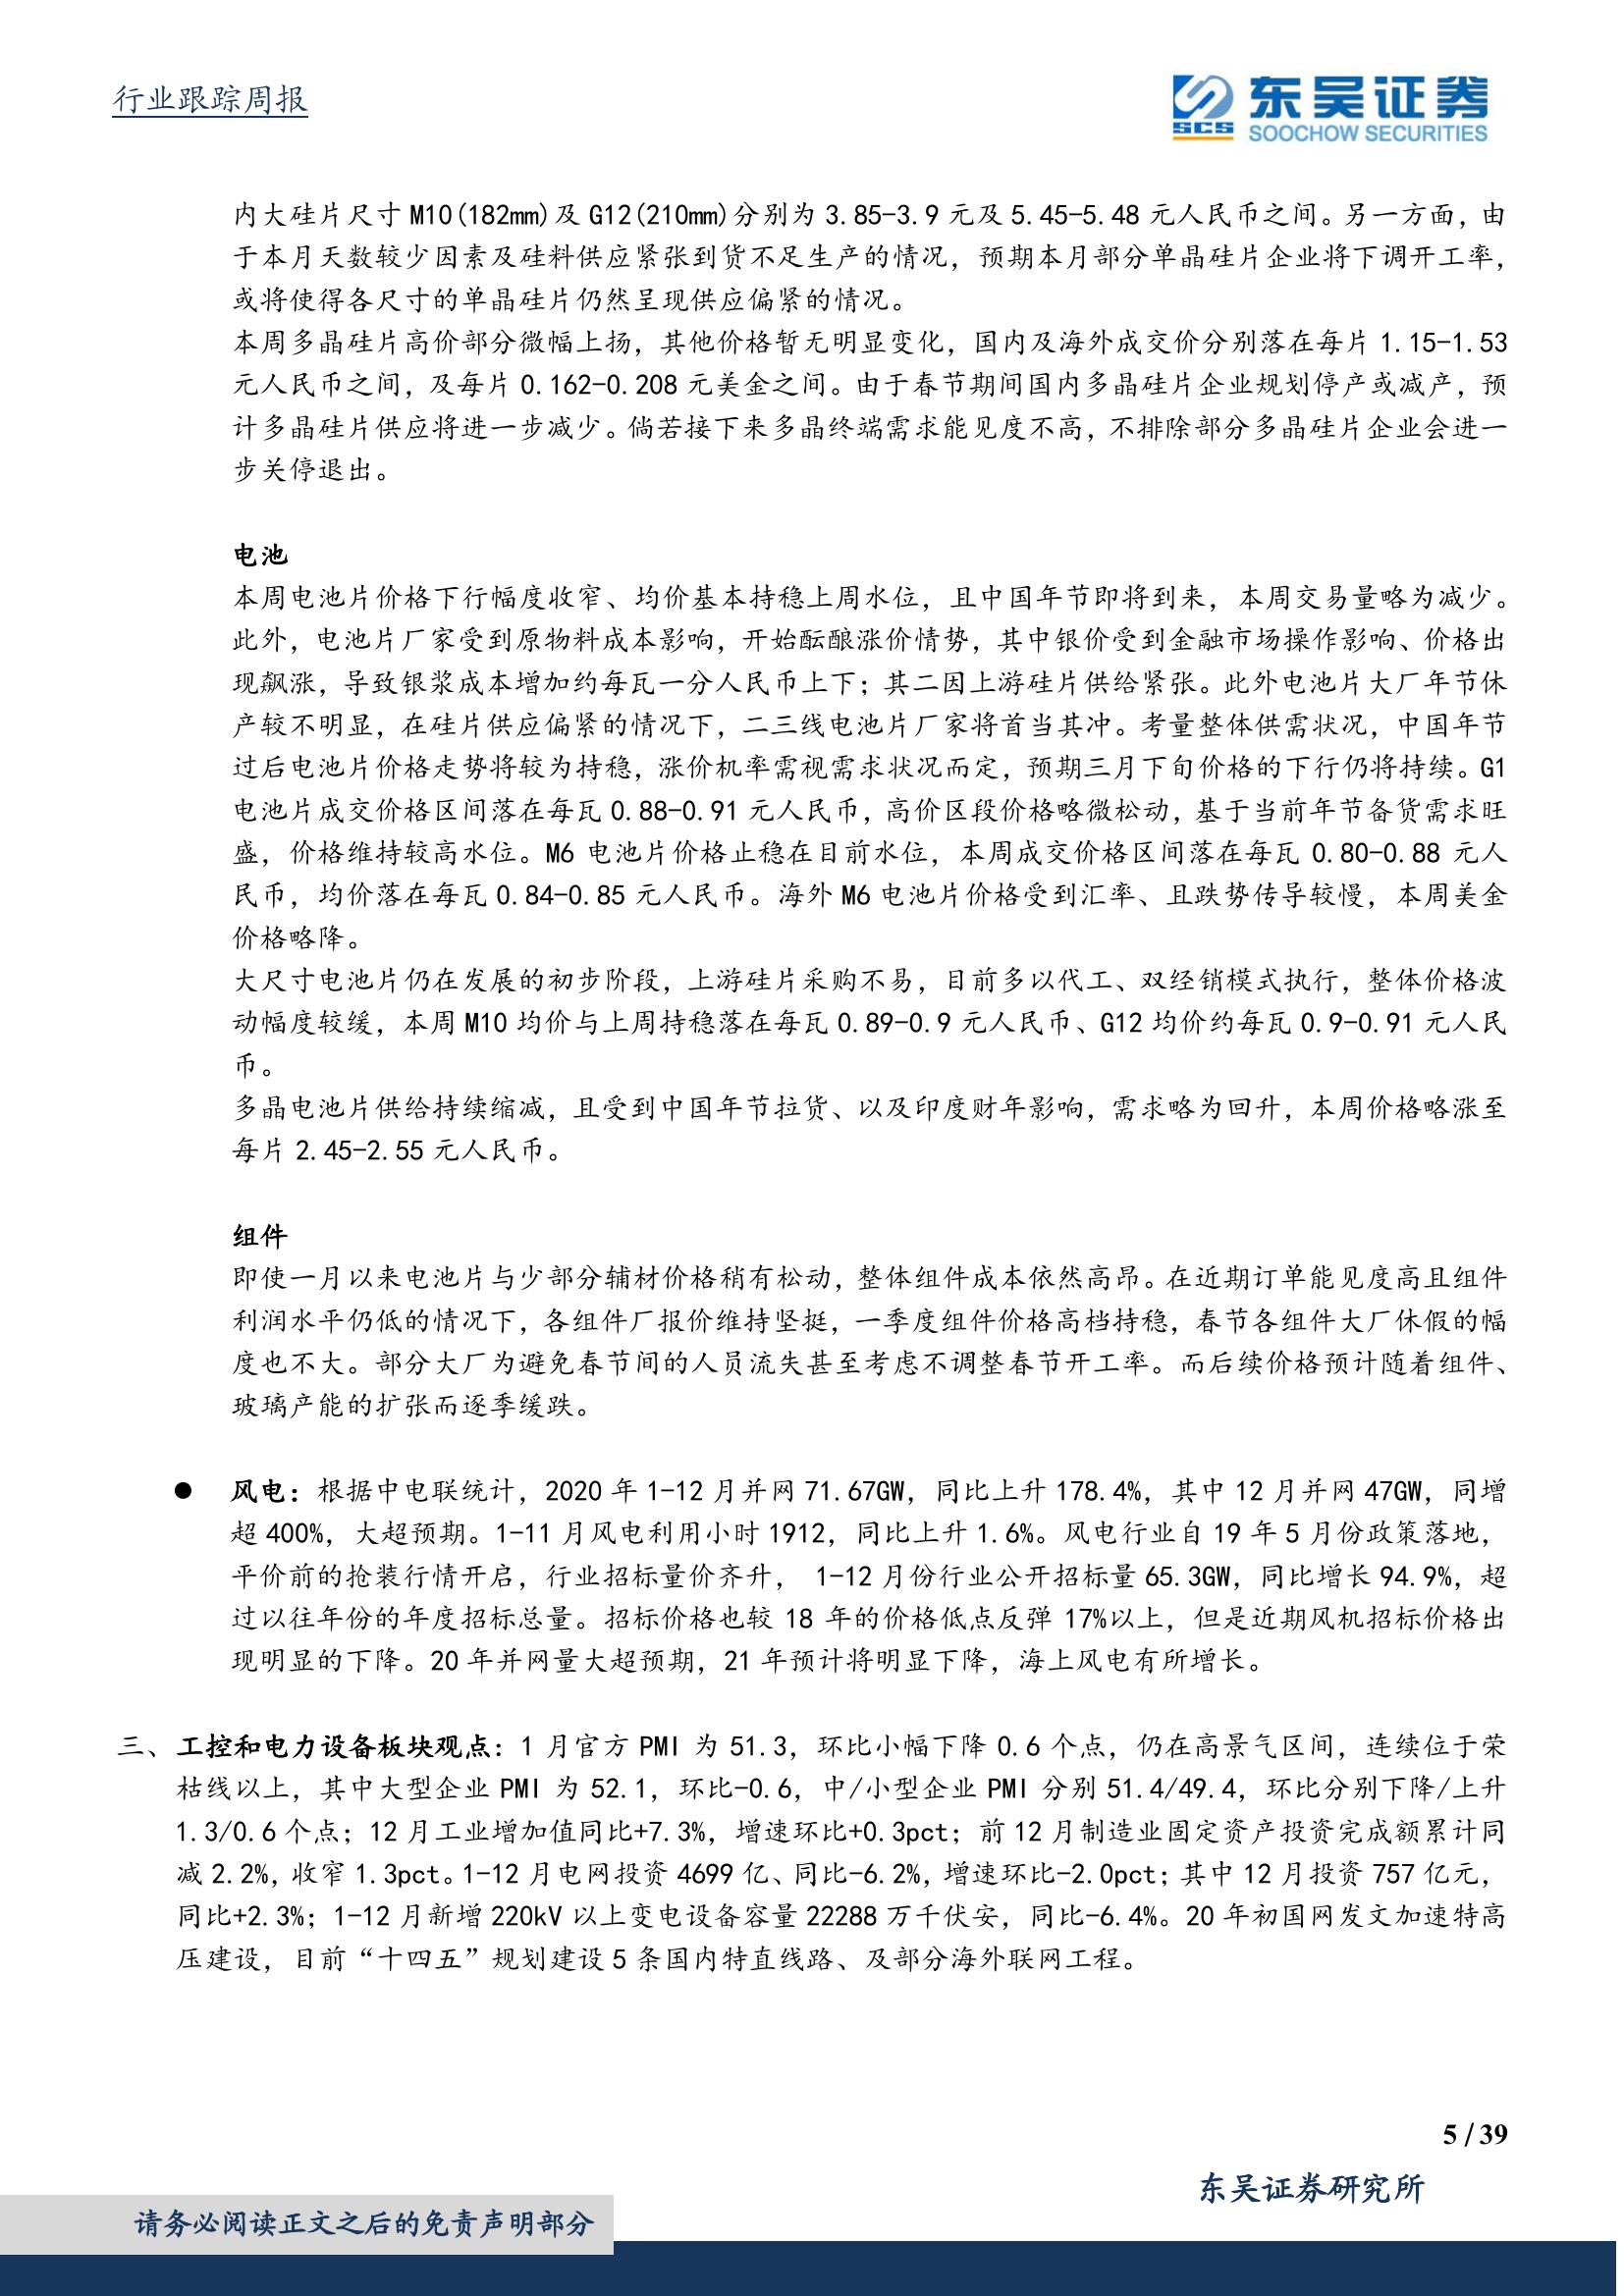 行业跟踪周报
东吴证券
SCS
SOOCHOW SECURITIES
内大硅片尺寸 M10(182mm)及 G12(210mm)分别为 3.85-3.9 元及 5.45-5.48 元人民币之间。另一方面，由
于本月天数较少因素及硅料供应紧张到货不足生产的情况，预期本月部分单晶硅片企业将下调开工率，
或将使得各尺寸的单晶硅片仍然呈现供应偏紧的情况。
本周多晶硅片高价部分微幅上扬，其他价格暂无明显变化，国内及海外成交价分别落在每片 1.15-1.53
元人民币之间，及每片 0.162-0.208 元美金之间。由于春节期间国内多晶硅片企业规划停产或减产，预
计多晶硅片供应将进一步减少。倘若接下来多晶终端需求能见度不高，不排除部分多晶硅片企业会进一
步关停退出。
电池
本周电池片价格下行幅度收窄、均价基本持稳上周水位，且中国年节即将到来，本周交易量略为减少。
此外，电池片厂家受到原物料成本影响，开始酝酿涨价情势，其中银价受到金融市场操作影响、价格出
现飙涨，导致银浆成本增加约每瓦一分人民币上下；其二因上游硅片供给紧张。此外电池片大厂年节休
产较不明显，在硅片供应偏紧的情况下，二三线电池片厂家将首当其冲。考量整体供需状况，中国年节
过后电池片价格走势将较为持稳，涨价机率需视需求状况而定，预期三月下旬价格的下行仍将持续。G1
电池片成交价格区间落在每瓦 0.88-0.91 元人民币，高价区段价格略微松动，基于当前年节备货需求旺
盛，价格维持较高水位。M6 电池片价格止稳在目前水位，本周成交价格区间落在每瓦 0.80-0.88 元人
民币，均价落在每瓦 0.84-0.85 元人民币。海外 M6 电池片价格受到汇率、且跌势传导较慢，本周美金
价格略降。
大尺寸电池片仍在发展的初步阶段，上游硅片采购不易，目前多以代工、双经销模式执行，整体价格波
动幅度较缓，本周 M10 均价与上周持稳落在每瓦 0.89-0.9 元人民币、G12 均价约每瓦 0.9-0.91 元人民
币。
多晶电池片供给持续缩减，且受到中国年节拉货、以及印度财年影响，需求略为回升，本周价格略涨至
每片 2.45-2.55 元人民币。
组件
即使一月以来电池片与少部分辅材价格稍有松动，整体组件成本依然高昂。在近期订单能见度高且组件
利润水平仍低的情况下，各组件厂报价维持坚挺，一季度组件价格高档持稳，春节各组件大厂休假的幅
度也不大。部分大厂为避免春节间的人员流失甚至考虑不调整春节开工率。而后续价格预计随着组件、
玻璃产能的扩张而逐季缓跌。
● 风电：根据中电联统计，2020 年 1-12 月并网 71.67GW，同比上升 178.4%，其中 12 月并网 47GW，同增
超 400%，大超预期。1-11 月风电利用小时 1912，同比上升 1.6%。风电行业自 19 年 5 月份政策落地，
平价前的抢装行情开启，行业招标量价齐升， 1-12 月份行业公开招标量 65.3GW，同比增长 94.9%，超
过以往年份的年度招标总量。招标价格也较 18 年的价格低点反弹 17%以上，但是近期风机招标价格出
现明显的下降。20 年并网量大超预期，21 年预计将明显下降，海上风电有所增长。
三、工控和电力设备板块观点：1 月官方 PMI 为 51.3，环比小幅下降 0.6 个点，仍在高景气区间，连续位于荣
枯线以上，其中大型企业 PMI 为 52.1，环比-0.6，中/小型企业 PMI 分别 51.4/49.4，环比分别下降/上升
1.3/0.6 个点；12 月工业增加值同比+7.3%，增速环比+0.3pct；前 12 月制造业固定资产投资完成额累计同
减 2.2%，收窄 1.3pct。1-12 月电网投资 4699 亿、同比-6.2%，增速环比-2.0pct；其中 12 月投资 757 亿元，
同比+2.3%；1-12 月新增 220kV 以上变电设备容量 22288 万千伏安，同比-6.4%。20 年初国网发文加速特高
压建设，目前“十四五”规划建设 5 条国内特直线路、及部分海外联网工程。
5 / 39
东吴证券研究所
请务必阅读正文之后的免责声明部分